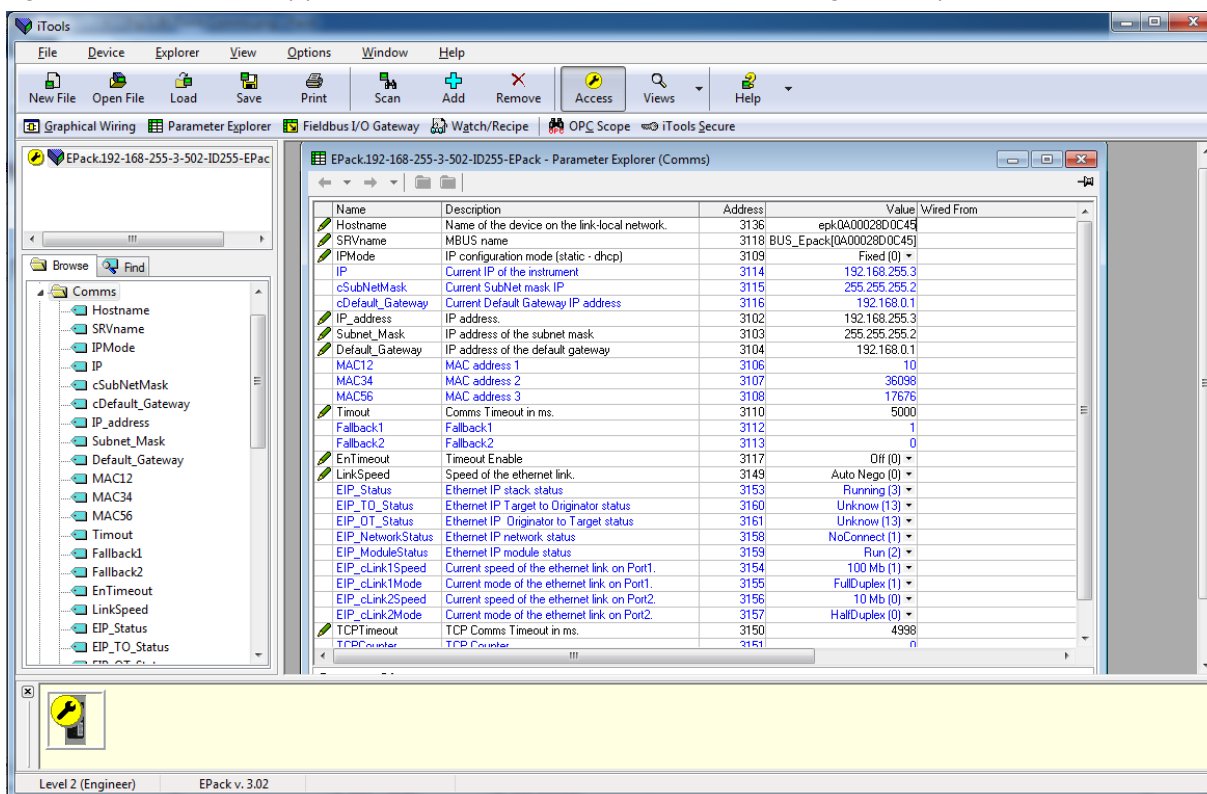 iTools
File Device Explorer View Options Window Help
New File Open File Load Save Print Scan Add Remove Access Views Help
Graphical Wiring Parameter Explorer Fieldbus I/O Gateway Watch/Recipe OPC Scope iTools Secure
EPack.192-168-255-3-502-ID255-EPac
Browse Find
Comms
Hostname
SRVname
IPMode
IP
cSubNetMask
cDefault_Gateway
IP_address
Subnet_Mask
Default_Gateway
MAC12
MAC34
MAC56
Timout
Fallback1
Fallback2
EnTimeout
LinkSpeed
EIP_Status
EIP_TO_Status
EPack.192-168-255-3-502-ID255-EPack - Parameter Explorer (Comms)
Name Description Address Value Wired From
Hostname Name of the device on the link-local network. 3136 epk0A00028D0C45
SRVname MBUS name 3118 BUS_Epack[0A00028D0C45]
IPMode IP configuration mode (static - dhcp) 3109 Fixed (0)
IP Current IP of the instrument 3114 192.168.255.3
cSubNetMask Current SubNet mask IP 3115 255.255.255.2
cDefault_Gateway Current Default Gateway IP address 3116 192.168.0.1
IP_address IP address. 3102 192.168.255.3
Subnet_Mask IP address of the subnet mask 3103 255.255.255.2
Default_Gateway IP address of the default gateway 3104 192.168.0.1
MAC12 MAC address 1 3106 10
MAC34 MAC address 2 3107 36098
MAC56 MAC address 3 3108 17676
Timout Comms Timeout in ms. 3110 5000
Fallback1 Fallback1 3112 1
Fallback2 Fallback2 3113 0
EnTimeout Timeout Enable 3117 Off (0)
LinkSpeed Speed of the ethernet link. 3149 Auto Nego (0)
EIP_Status Ethernet IP stack status 3153 Running (3)
EIP_TO_Status Ethernet IP Target to Originator status 3160 Unknow (13)
EIP_OT_Status Ethernet IP Originator to Target status 3161 Unknow (13)
EIP_NetworkStatus Ethernet IP network status 3158 NoConnect (1)
EIP_ModuleStatus Ethernet IP module status 3159 Run (2)
EIP_cLink1Speed Current speed of the ethernet link on Port1. 3154 100 Mb (1)
EIP_cLink1Mode Current mode of the ethernet link on Port1. 3155 FullDuplex (1)
EIP_cLink2Speed Current speed of the ethernet link on Port2. 3156 10 Mb (0)
EIP_cLink2Mode Current mode of the ethernet link on Port2. 3157 HalfDuplex (0)
TCPTimeout TCP Comms Timeout in ms. 3150 4998
TCPCounter TCP Counter 3151 0
Level 2 (Engineer) EPack v. 3.02